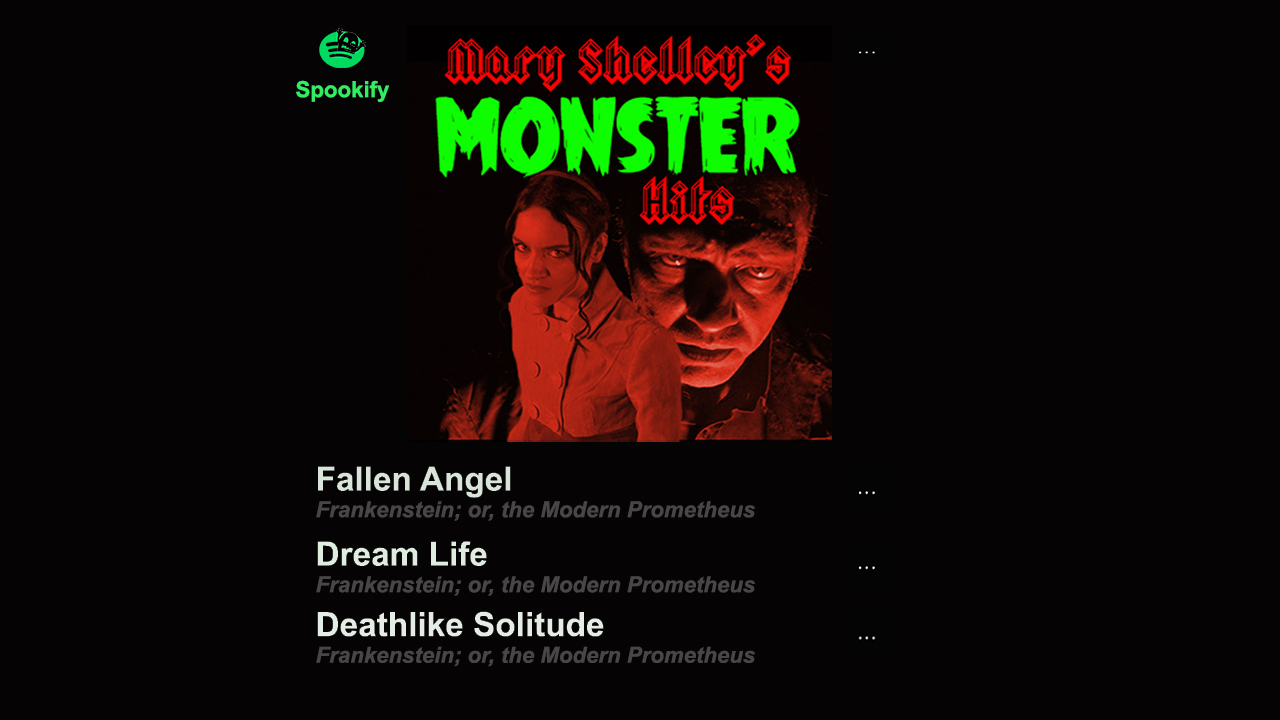 Spookify
Mary Shelley's
MONSTER
Hits
...
Fallen Angel
Frankenstein; or, the Modern Prometheus
...
Dream Life
Frankenstein; or, the Modern Prometheus
...
Deathlike Solitude
Frankenstein; or, the Modern Prometheus
...